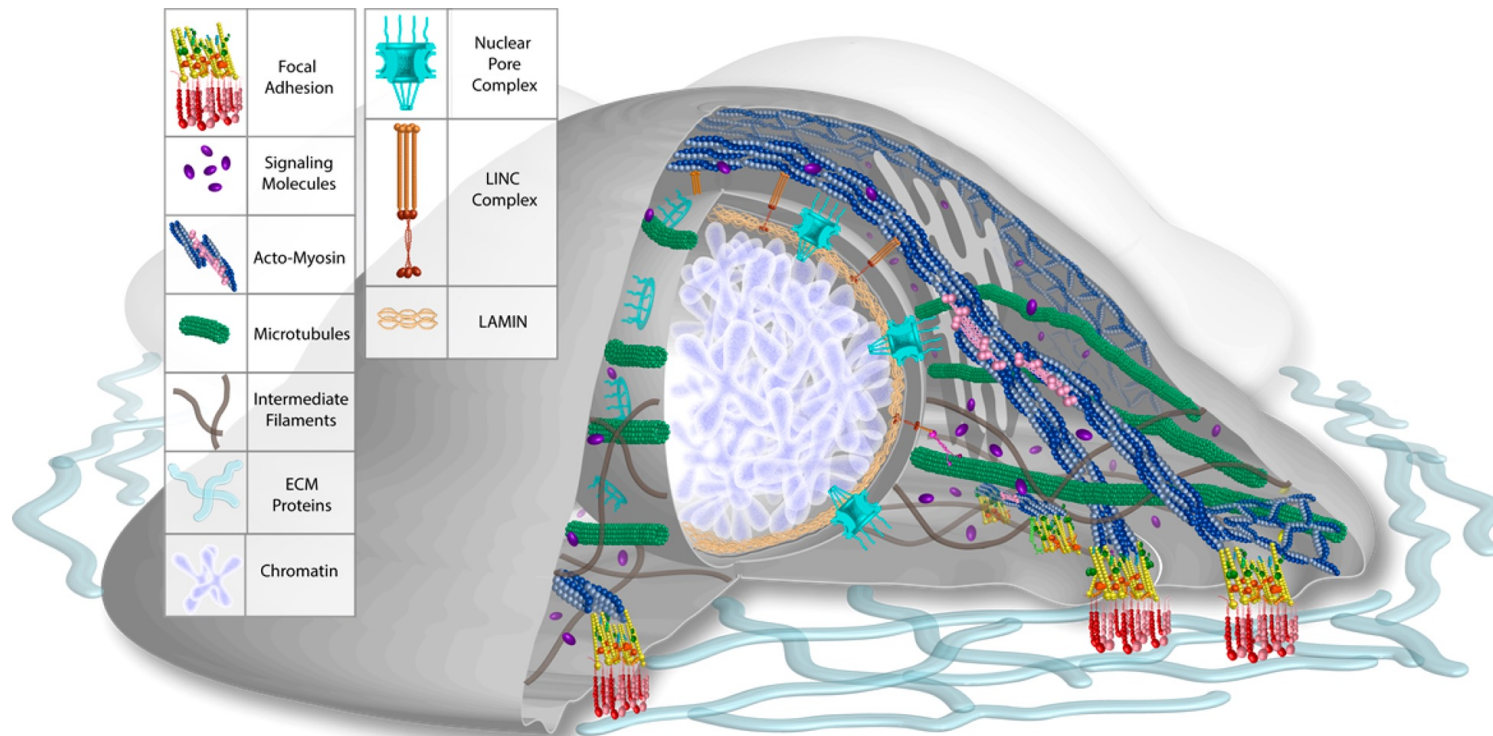 Focal
Adhesion
Signaling
Molecules
Acto-Myosin
Microtubules
Intermediate
Filaments
ECM
Proteins
Chromatin
Nuclear
Pore
Complex
LINC
Complex
LAMIN